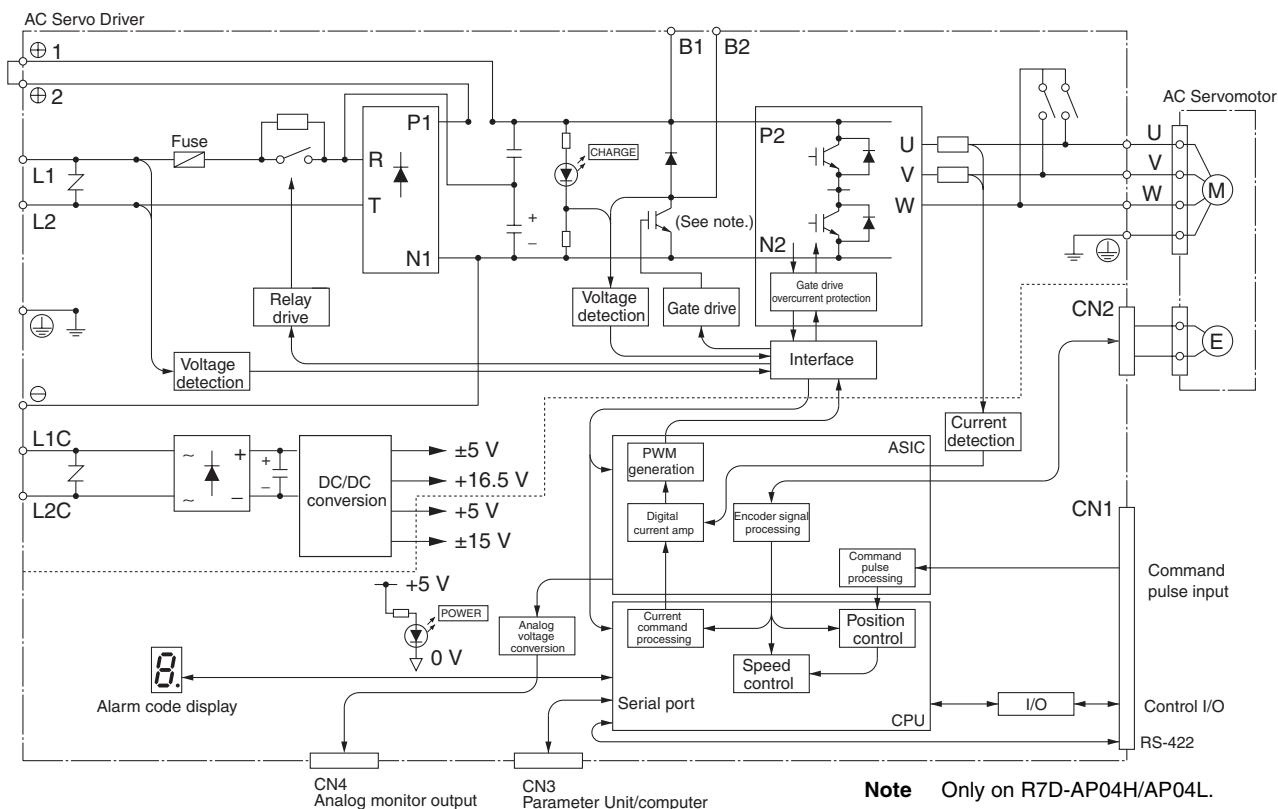 AC Servo Driver
⊕ 1
⊕ 2
B1
B2
AC Servomotor
Fuse
P1
P2
CHARGE
L1
R
U
U
V
V
M
L2
T
W
W
(See note.)
+
–
N1
N2
Relay
drive
Voltage
detection
Gate drive
Gate drive
overcurrent protection
CN2
E
Voltage
detection
Interface
⊖
Current
detection
L1C
~
+
+
–
~
–
DC/DC
conversion
±5 V
+16.5 V
+5 V
±15 V
L2C
ASIC
PWM
generation
Digital
current amp
Encoder signal
processing
CN1
Command
pulse
processing
Command
pulse input
+5 V
POWER
0 V
Analog
voltage
conversion
Current
command
processing
Position
control
Speed
control
8.
Alarm code display
Serial port
CPU
I/O
Control I/O
RS-422
CN4
Analog monitor output
CN3
Parameter Unit/computer
Note Only on R7D-AP04H/AP04L.